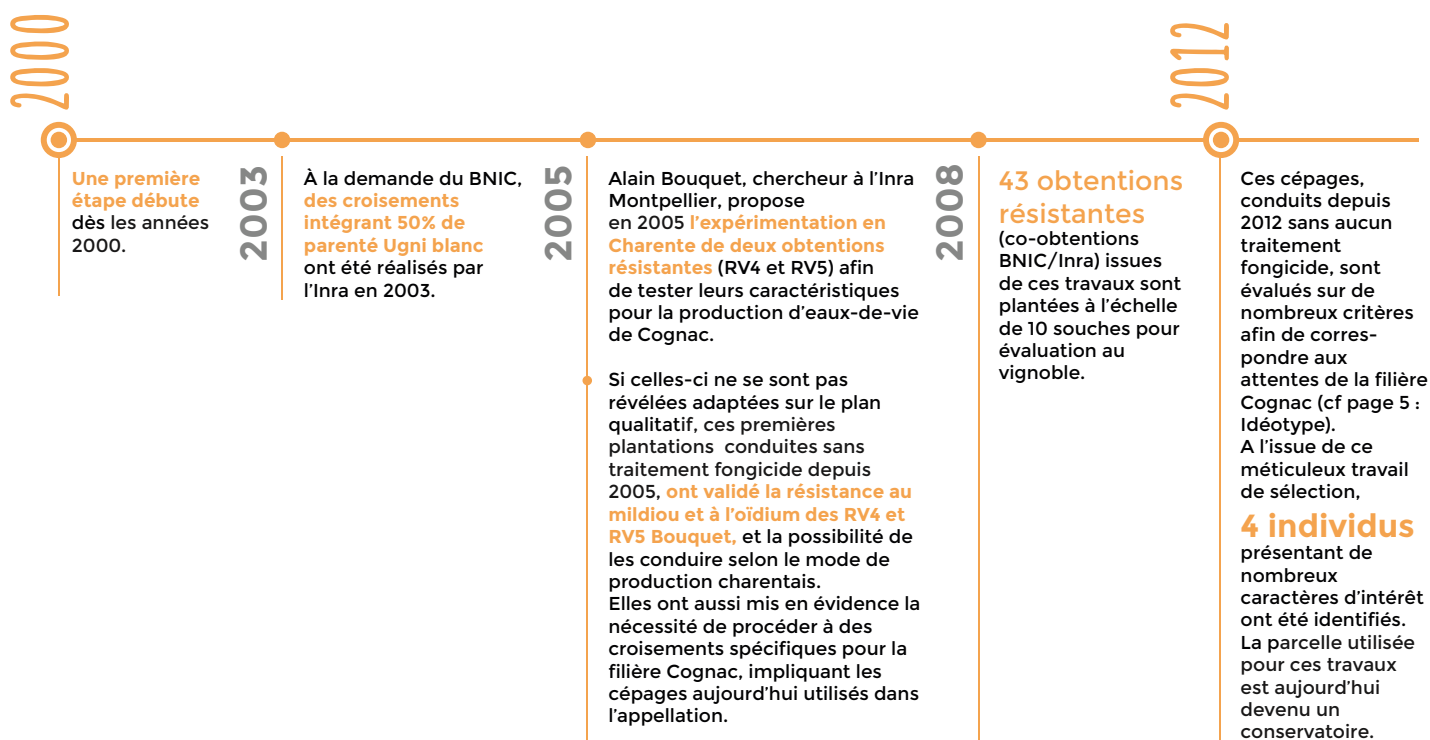 2000
Une première
étape débute
dès les années
2000.
2003
À la demande du BNIC,
des croisements
intégrant 50% de
parenté Ugni blanc
ont été réalisés par
l'Inra en 2003.
2005
Alain Bouquet, chercheur à l'Inra
Montpellier, propose
en 2005 l'expérimentation en
Charente de deux obtentions
résistantes (RV4 et RV5) afin
de tester leurs caractéristiques
pour la production d'eaux-de-vie
de Cognac.
Si celles-ci ne se sont pas
révélées adaptées sur le plan
qualitatif, ces premières
plantations conduites sans
traitement fongicide depuis
2005, ont validé la résistance au
mildiou et à l'oïdium des RV4 et
RV5 Bouquet, et la possibilité de
les conduire selon le mode de
production charentais.
Elles ont aussi mis en évidence la
nécessité de procéder à des
croisements spécifiques pour la
filière Cognac, impliquant les
cépages aujourd'hui utilisés dans
l'appellation.
2008
43 obtentions
résistantes
(co-obtentions
BNIC/Inra) issues
de ces travaux sont
plantées à l'échelle
de 10 souches pour
évaluation au
vignoble.
2012
Ces cépages,
conduits depuis
2012 sans aucun
traitement
fongicide, sont
évalués sur de
nombreux critères
afin de corres-
pondre aux
attentes de la filière
Cognac (cf page 5 :
Idéotype).
A l'issue de ce
méticuleux travail
de sélection,
4 individus
présentant de
nombreux
caractères d'intérêt
ont été identifiés.
La parcelle utilisée
pour ces travaux
est aujourd'hui
devenu un
conservatoire.